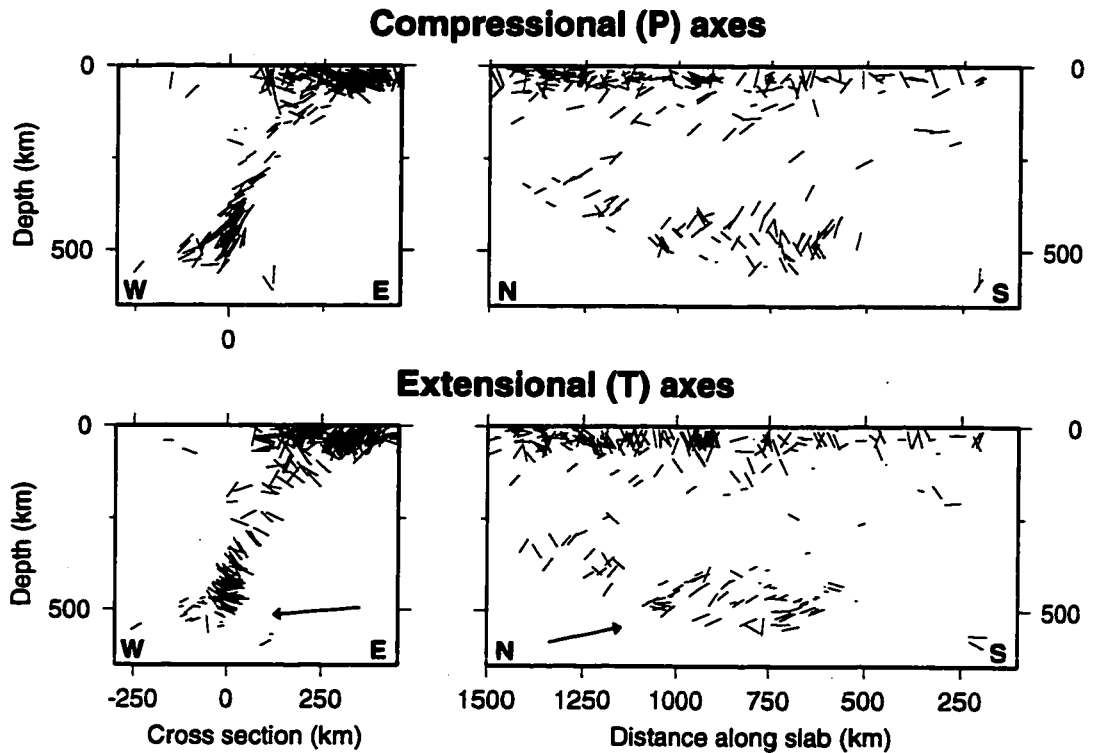 Compressional (P) axes
0
0
Depth (km)
500
500
W
E
N
S
0
Extensional (T) axes
0
0
Depth (km)
500
500
W
E
N
S
-250
0
250
1500
1250
1000
750
500
250
Cross section (km)
Distance along slab (km)